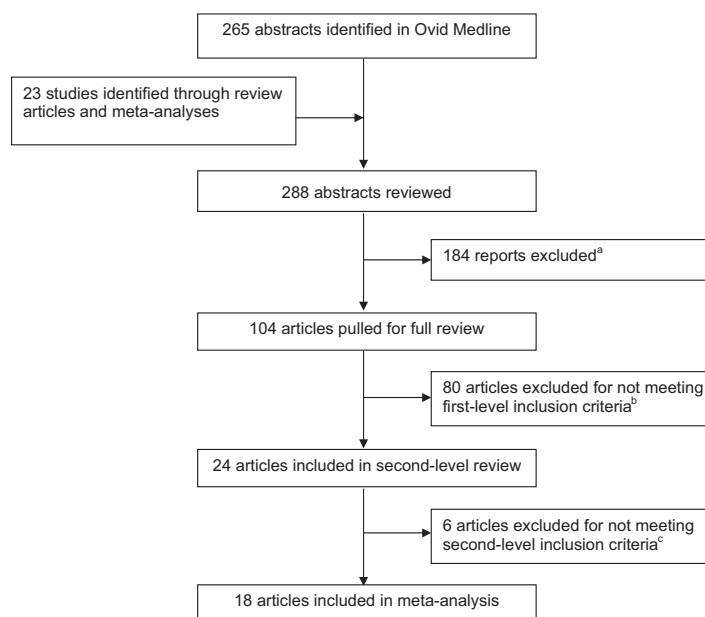 265 abstracts identified in Ovid Medline
23 studies identified through review
articles and meta-analyses
288 abstracts reviewed
184 reports excludedᵃ
104 articles pulled for full review
80 articles excluded for not meeting
first-level inclusion criteriaᵇ
24 articles included in second-level review
6 articles excluded for not meeting
second-level inclusion criteriaᶜ
18 articles included in meta-analysis